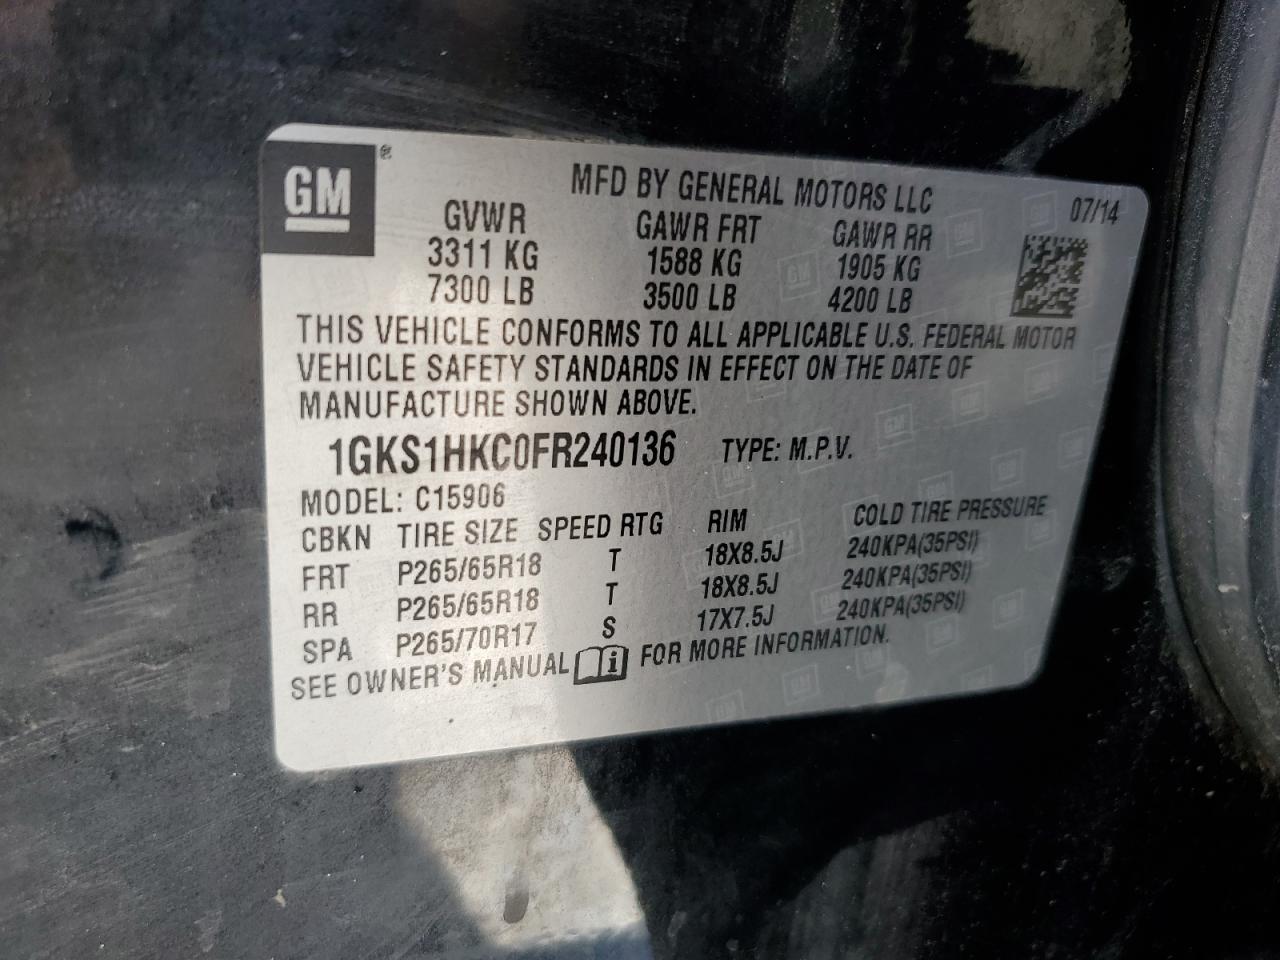 GM ®
MFD BY GENERAL MOTORS LLC
07/14
GVWR GAWR FRT GAWR RR
3311 KG 1588 KG 1905 KG
7300 LB 3500 LB 4200 LB
THIS VEHICLE CONFORMS TO ALL APPLICABLE U.S. FEDERAL MOTOR
VEHICLE SAFETY STANDARDS IN EFFECT ON THE DATE OF
MANUFACTURE SHOWN ABOVE.
1GKS1HKC0FR240136 TYPE: M.P.V.
MODEL: C15906
CBKN TIRE SIZE SPEED RTG RIM COLD TIRE PRESSURE
FRT P265/65R18 T 18X8.5J 240KPA(35PSI)
RR P265/65R18 T 18X8.5J 240KPA(35PSI)
SPA P265/70R17 S 17X7.5J 240KPA(35PSI)
SEE OWNER'S MANUAL i FOR MORE INFORMATION.